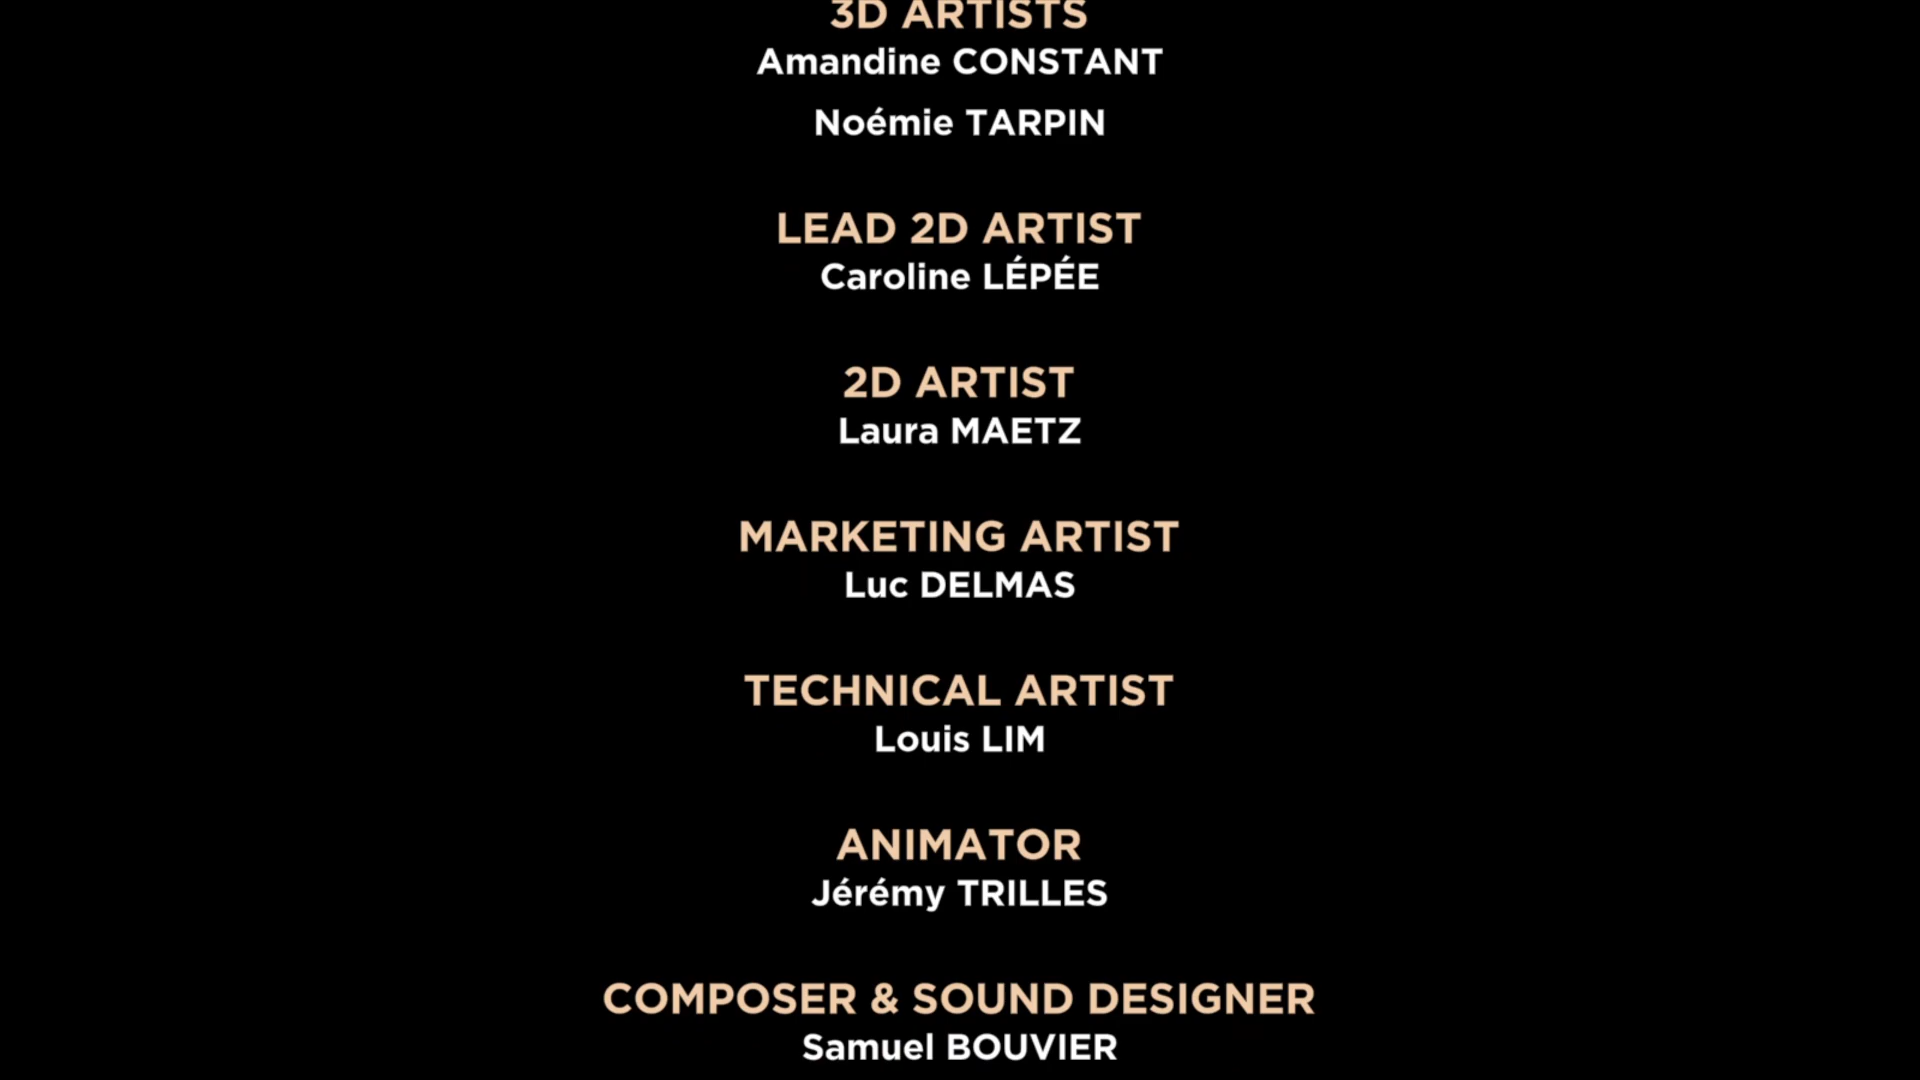 3D ARTISTS
Amandine CONSTANT
Noémie TARPIN
LEAD 2D ARTIST
Caroline LÉPÉE
2D ARTIST
Laura MAETZ
MARKETING ARTIST
Luc DELMAS
TECHNICAL ARTIST
Louis LIM
ANIMATOR
Jérémy TRILLES
COMPOSER & SOUND DESIGNER
Samuel BOUVIER